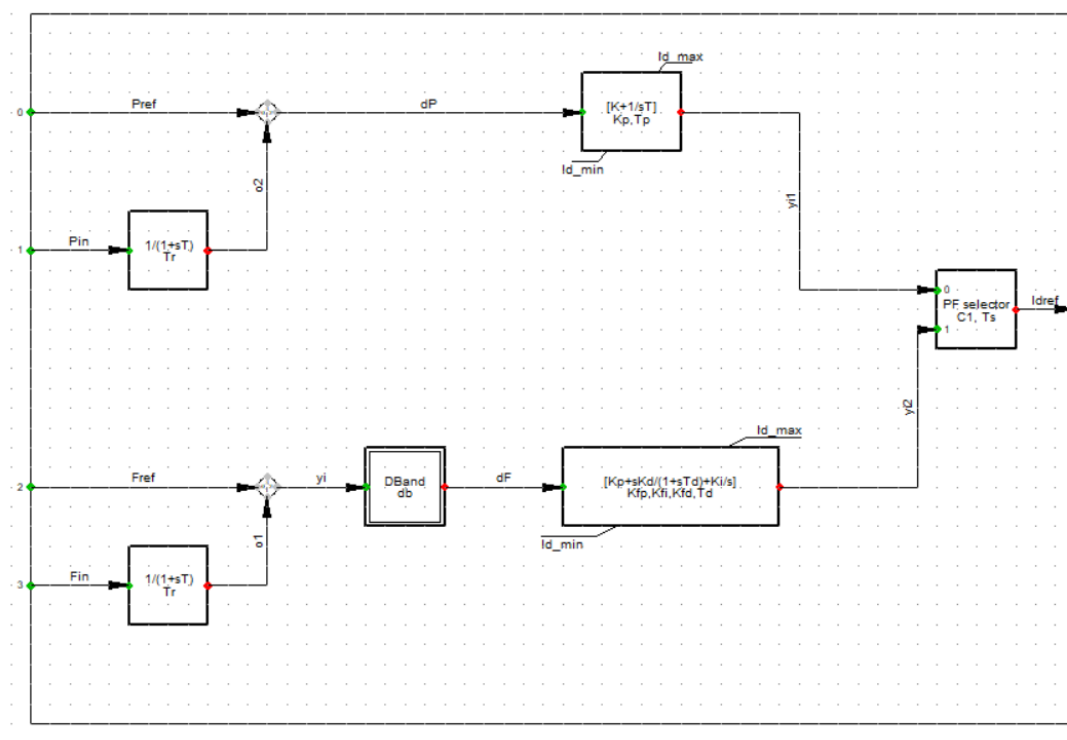 Id_max
0
Pref
dP
[K+1/sT]
Kp,Tp
Id_min
o2
yi1
1
Pin
1/(1+sT)
Tr
0
PF selector
C1, Ts
1
Idref
yi2
Id_max
2
Fref
yi
DBand
db
dF
[Kp+sKd/(1+sTd)+Ki/s]
Kfp,Kfi,Kfd,Td
Id_min
o1
3
Fin
1/(1+sT)
Tr